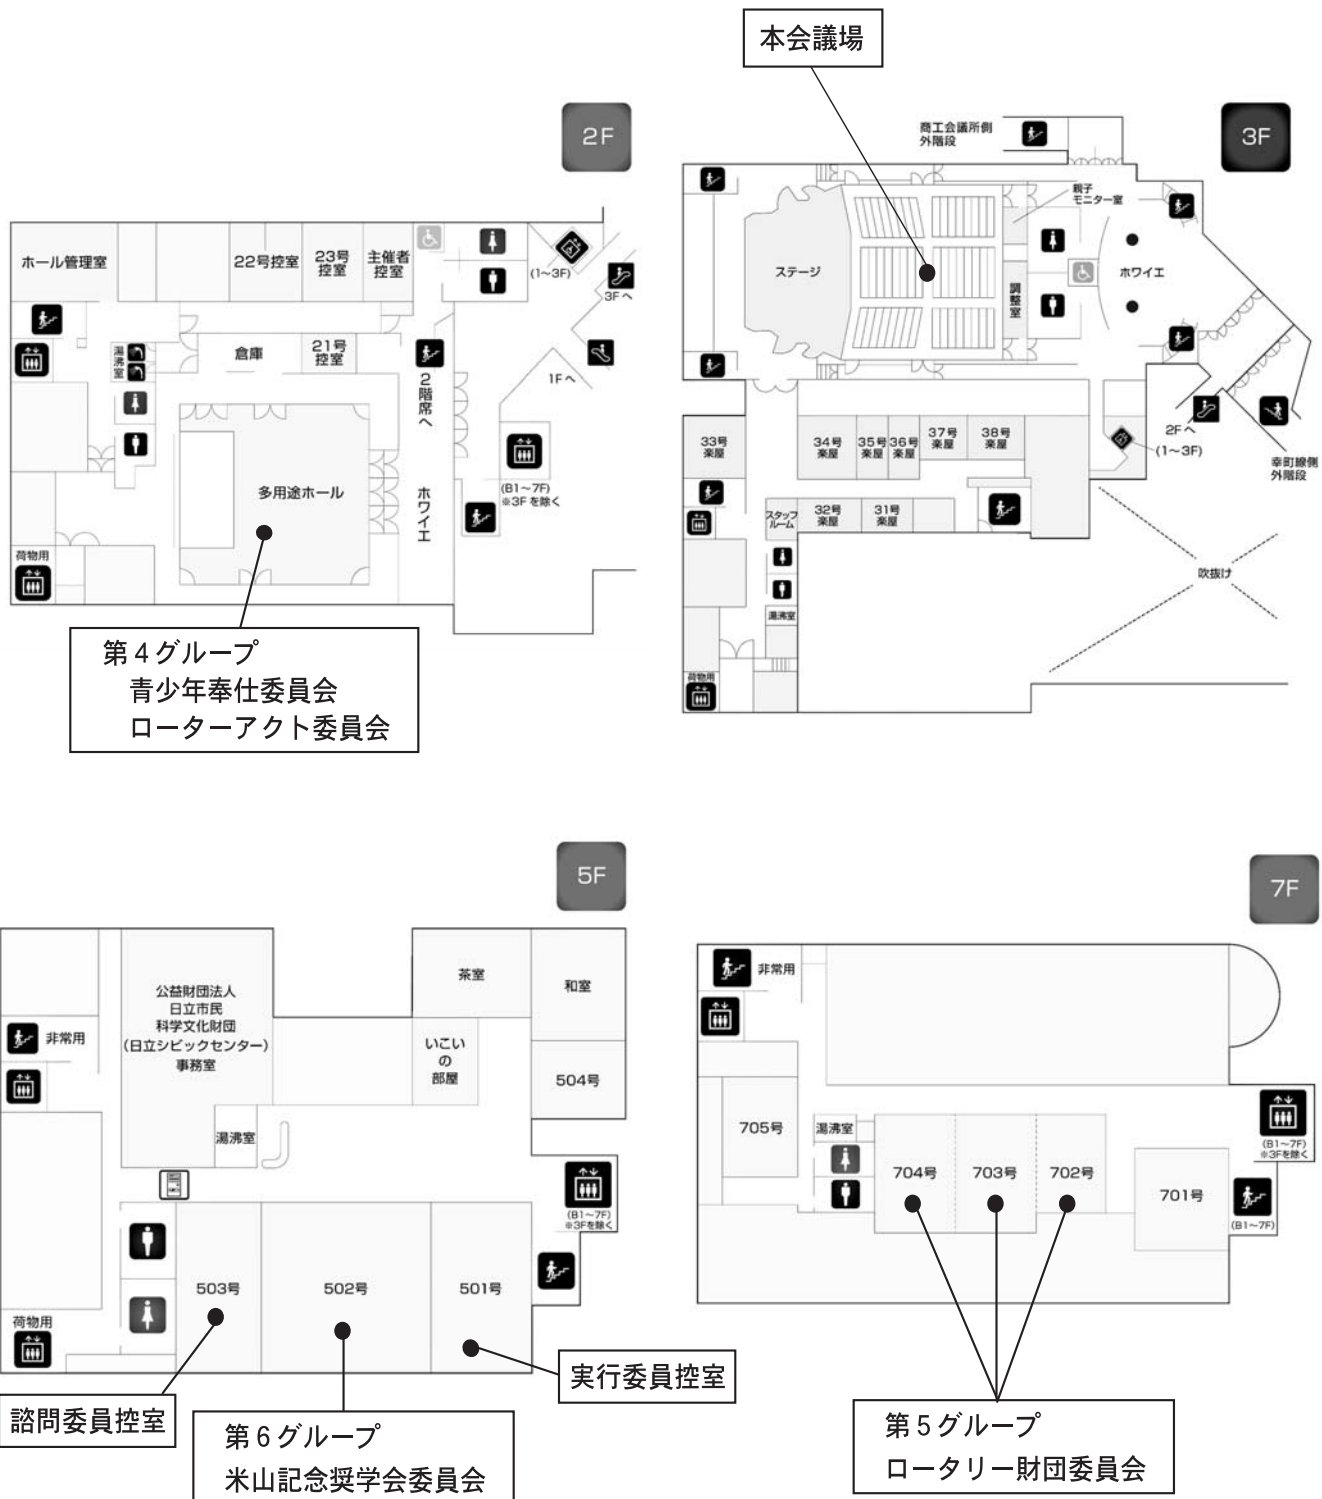 本会議場
2F
ホール管理室
22号控室
23号
控室
主催者
控室
(1〜3F)
3Fへ
湯沸室
倉庫
21号
控室
2階席へ
1Fへ
多用途ホール
ホワイエ
(B1〜7F)
※3Fを除く
荷物用
第4グループ
青少年奉仕委員会
ローターアクト委員会
3F
商工会議所側
外階段
親子
モニター室
ステージ
調整室
ホワイエ
33号
楽屋
34号
楽屋
35号
楽屋
36号
楽屋
37号
楽屋
38号
楽屋
2Fへ
(1〜3F)
幸町線側
外階段
スタッフ
ルーム
32号
楽屋
31号
楽屋
吹抜け
湯沸室
荷物用
5F
公益財団法人
日立市民
科学文化財団
(日立シビックセンター)
事務室
茶室
和室
非常用
いこい
の
部屋
504号
湯沸室
(B1〜7F)
※3Fを除く
503号
502号
501号
荷物用
諮問委員控室
第6グループ
米山記念奨学会委員会
実行委員控室
7F
非常用
705号
湯沸室
704号
703号
702号
701号
(B1〜7F)
※3Fを除く
(B1〜7F)
第5グループ
ロータリー財団委員会